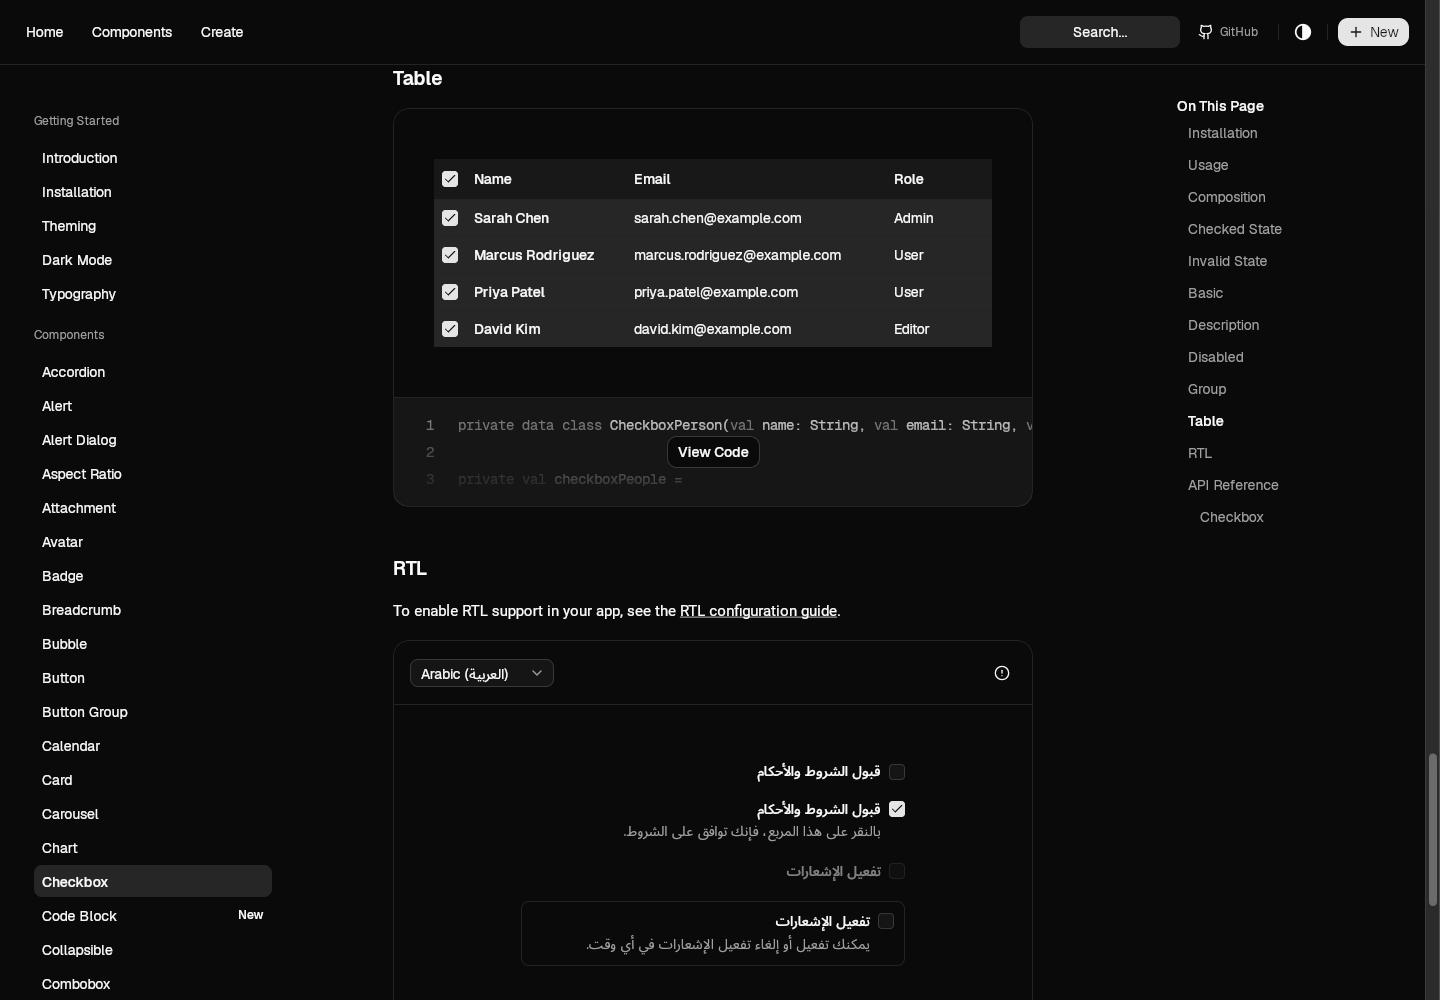 Home Components Create Search... GitHub New
Getting Started
Introduction
Installation
Theming
Dark Mode
Typography
Components
Accordion
Alert
Alert Dialog
Aspect Ratio
Attachment
Avatar
Badge
Breadcrumb
Bubble
Button
Button Group
Calendar
Card
Carousel
Chart
Checkbox
Code Block New
Collapsible
Combobox
Table
Name Email Role
Sarah Chen sarah.chen@example.com Admin
Marcus Rodriguez marcus.rodriguez@example.com User
Priya Patel priya.patel@example.com User
David Kim david.kim@example.com Editor
1 private data class CheckboxPerson(val name: String, val email: String, v
2
View Code
3 private val checkboxPeople =
RTL
To enable RTL support in your app, see the RTL configuration guide.
Arabic (العربية)
قبول الشروط والأحكام
قبول الشروط والأحكام
بالنقر على هذا المربع، فإنك توافق على الشروط.
تفعيل الإشعارات
تفعيل الإشعارات
يمكنك تفعيل أو إلغاء تفعيل الإشعارات في أي وقت.
On This Page
Installation
Usage
Composition
Checked State
Invalid State
Basic
Description
Disabled
Group
Table
RTL
API Reference
Checkbox